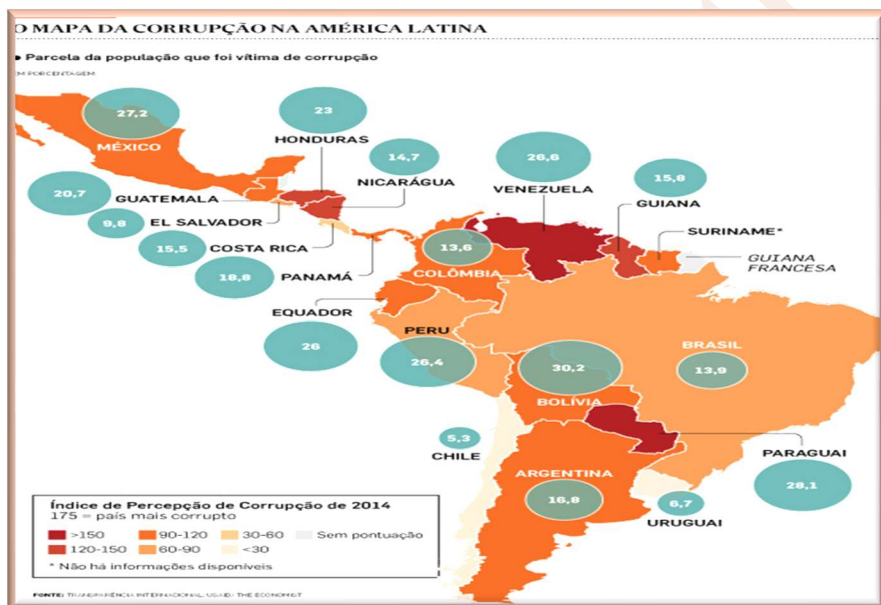 O MAPA DA CORRUPÇÃO NA AMÉRICA LATINA
• Parcela da população que foi vítima de corrupção
EM PORCENTAGEM
27,2
MÉXICO
23
HONDURAS
14,7
NICARÁGUA
26,6
VENEZUELA
15,8
GUIANA
20,7
GUATEMALA
9,8
EL SALVADOR
SURINAME*
15,5
COSTA RICA
13,6
COLÔMBIA
GUIANA
FRANCESA
18,8
PANAMÁ
EQUADOR
26
PERU
26,4
30,2
BOLÍVIA
BRASIL
13,9
5,3
CHILE
PARAGUAI
28,1
ARGENTINA
16,8
6,7
URUGUAI
Índice de Percepção de Corrupção de 2014
175 = país mais corrupto
>150 90-120 30-60 Sem pontuação
120-150 60-90 <30
* Não há informações disponíveis
FONTE: TRANSPARÊNCIA INTERNACIONAL; USAID; THE ECONOMIST